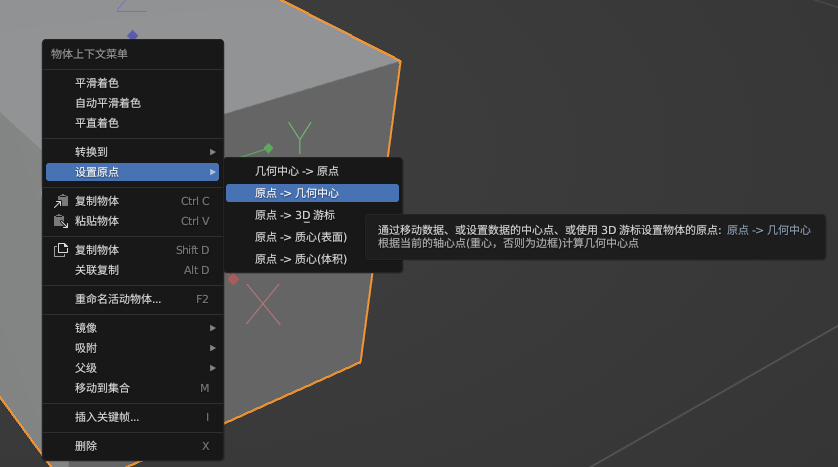 Z
物体上下文菜单
平滑着色
自动平滑着色
平直着色
转换到
设置原点
复制物体 Ctrl C
粘贴物体 Ctrl V
复制物体 Shift D
关联复制 Alt D
重命名活动物体... F2
镜像
吸附
父级
移动到集合 M
插入关键帧... I
删除 X
Y
几何中心 -> 原点
原点 -> 几何中心
原点 -> 3D 游标
原点 -> 质心(表面)
原点 -> 质心(体积)
通过移动数据、或设置数据的中心点、或使用 3D 游标设置物体的原点: 原点 -> 几何中心
根据当前的轴心点(重心，否则为边框)计算几何中心点
X